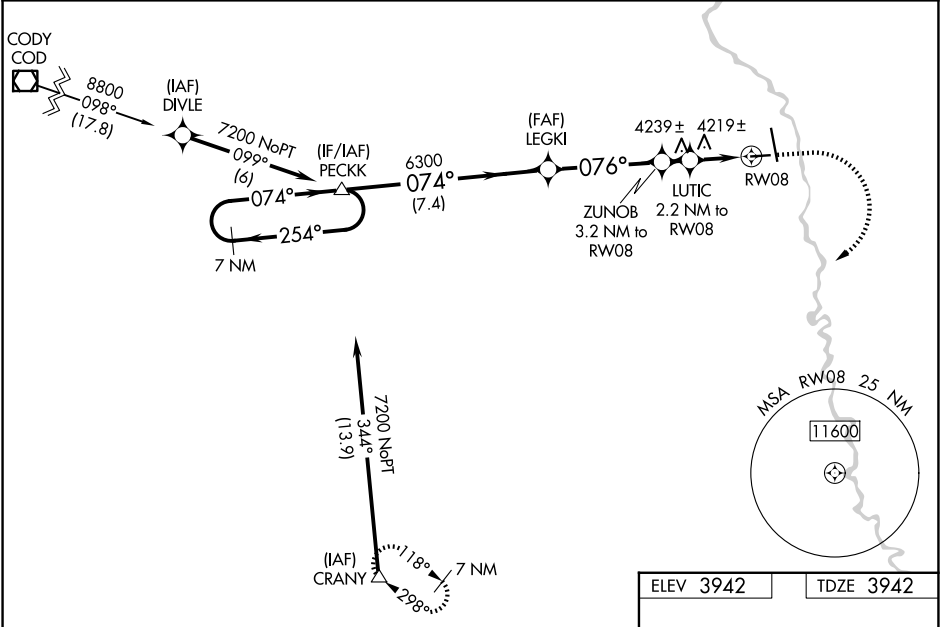 CODY
COD
8800
098°
(17.8)
(IAF)
DIVLE
7200 NoPT
099°
(6)
(IF/IAF)
PECKK
074°
254°
7 NM
6300
074°
(7.4)
(FAF)
LEGKI
076°
4239±
4219±
ZUNOB
3.2 NM to
RW08
LUTIC
2.2 NM to
RW08
RW08
7200 NoPT
344°
(13.9)
(IAF)
CRANY
118°
298°
7 NM
MSA RW08 25 NM
11600
ELEV 3942
TDZE 3942